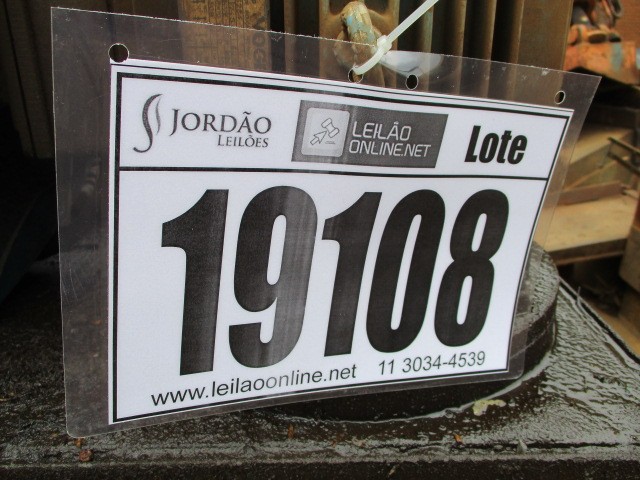 JORDÃO
LEILÕES
LEILÃO
ONLINE.NET
Lote
19108
www.leilaoonline.net 11 3034-4539